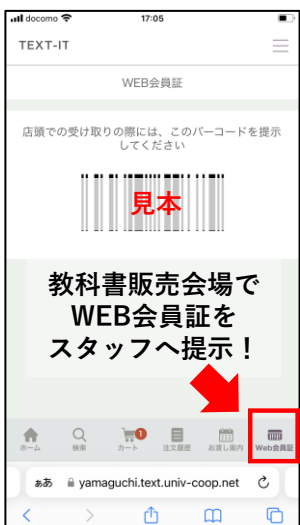 docomo 17:05
TEXT-IT
WEB会員証
店頭での受け取りの際には、このバーコードを提示
してください
見本
教科書販売会場で
WEB会員証を
スタッフへ提示！
1
ホーム 検索 カート 注文履歴 お渡し案内 Web会員証
ああ yamaguchi.text.univ-coop.net